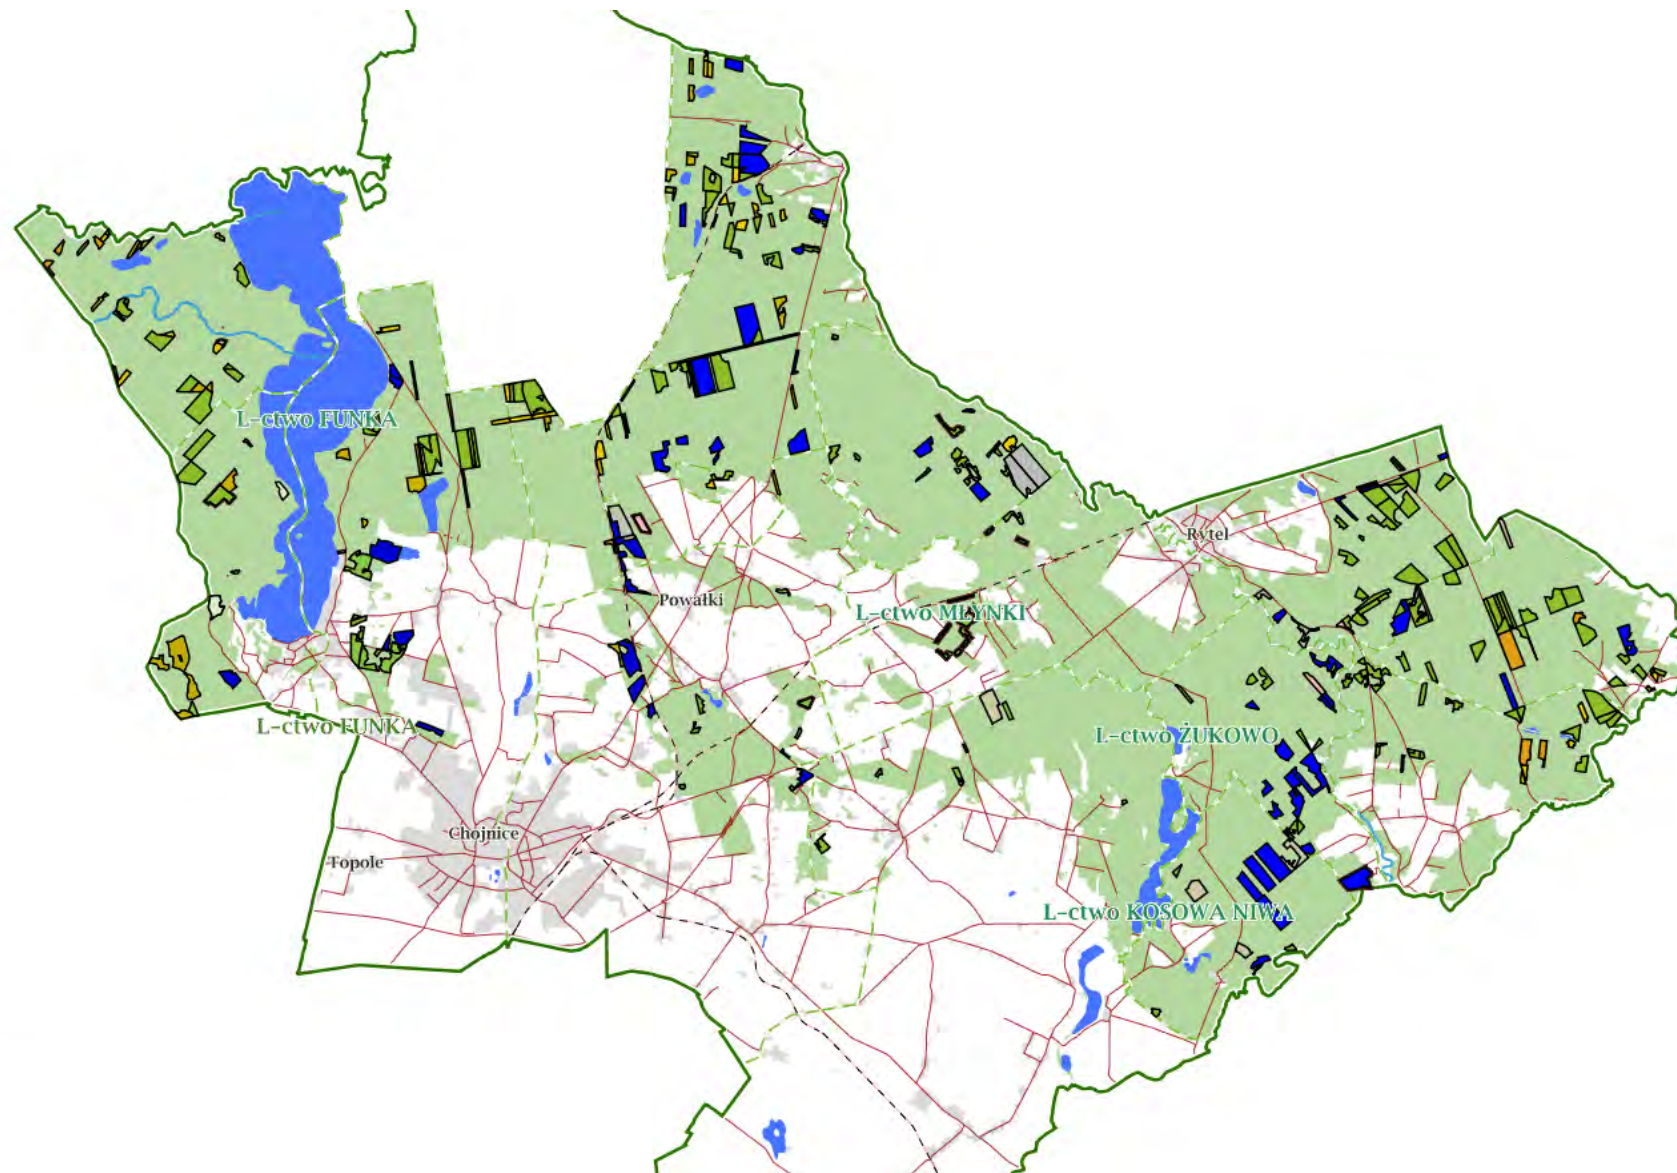 L-ctwo FUNKA
Rytel
Powałki
L-ctwo MŁYNKI
L-ctwo FUNKA
L-ctwo ŻUKOWO
Chojnice
Topole
L-ctwo KOSOWA NIWA